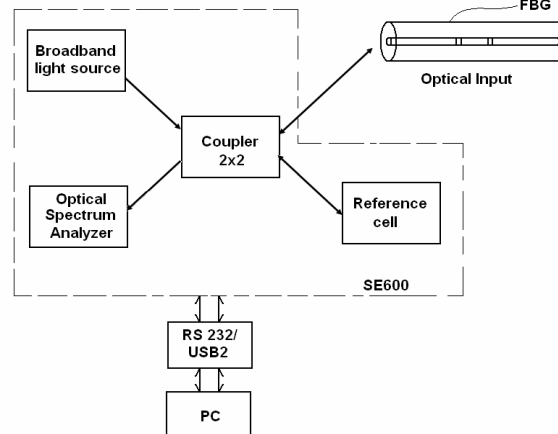 FBG
Broadband
light source
Optical Input
Coupler
2x2
Optical
Spectrum
Analyzer
Reference
cell
SE600
RS 232/
USB2
PC